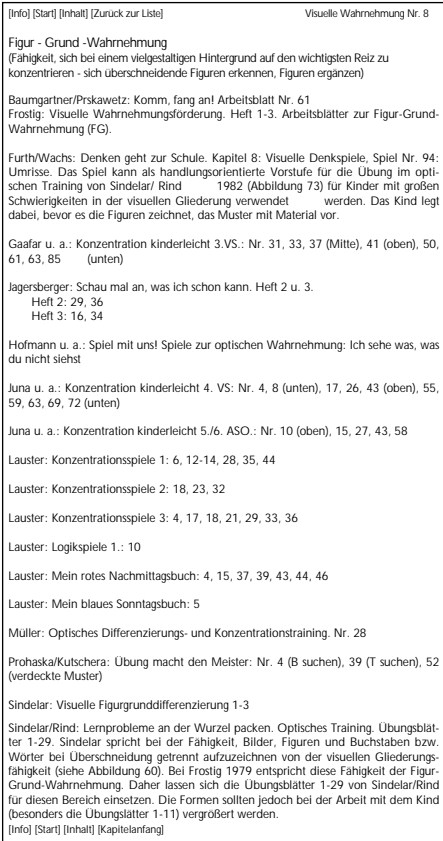 [Info] [Start] [Inhalt] [Zurück zur Liste] Visuelle Wahrnehmung Nr. 8
Figur - Grund -Wahrnehmung
(Fähigkeit, sich bei einem vielgestaltigen Hintergrund auf den wichtigsten Reiz zu
konzentrieren - sich überschneidende Figuren erkennen, Figuren ergänzen)
Baumgartner/Prskawetz: Komm, fang an! Arbeitsblatt Nr. 61
Frostig: Visuelle Wahrnehmungsförderung. Heft 1-3. Arbeitsblätter zur Figur-Grund-
Wahrnehmung (FG).
Furth/Wachs: Denken geht zur Schule. Kapitel 8: Visuelle Denkspiele, Spiel Nr. 94:
Umrisse. Das Spiel kann als handlungsorientierte Vorstufe für die Übung im opti-
schen Training von Sindelar/ Rind 1982 (Abbildung 73) für Kinder mit großen
Schwierigkeiten in der visuellen Gliederung verwendet werden. Das Kind legt
dabei, bevor es die Figuren zeichnet, das Muster mit Material vor.
Gaafar u. a.: Konzentration kinderleicht 3.VS.: Nr. 31, 33, 37 (Mitte), 41 (oben), 50,
61, 63, 85 (unten)
Jagersberger: Schau mal an, was ich schon kann. Heft 2 u. 3.
Heft 2: 29, 36
Heft 3: 16, 34
Hofmann u. a.: Spiel mit uns! Spiele zur optischen Wahrnehmung: Ich sehe was, was
du nicht siehst
Juna u. a.: Konzentration kinderleicht 4. VS: Nr. 4, 8 (unten), 17, 26, 43 (oben), 55,
59, 63, 69, 72 (unten)
Juna u. a.: Konzentration kinderleicht 5./6. ASO.: Nr. 10 (oben), 15, 27, 43, 58
Lauster: Konzentrationsspiele 1: 6, 12-14, 28, 35, 44
Lauster: Konzentrationsspiele 2: 18, 23, 32
Lauster: Konzentrationsspiele 3: 4, 17, 18, 21, 29, 33, 36
Lauster: Logikspiele 1.: 10
Lauster: Mein rotes Nachmittagsbuch: 4, 15, 37, 39, 43, 44, 46
Lauster: Mein blaues Sonntagsbuch: 5
Müller: Optisches Differenzierungs- und Konzentrationstraining. Nr. 28
Prohaska/Kutschera: Übung macht den Meister: Nr. 4 (B suchen), 39 (T suchen), 52
(verdeckte Muster)
Sindelar: Visuelle Figurgrunddifferenzierung 1-3
Sindelar/Rind: Lernprobleme an der Wurzel packen. Optisches Training. Übungsblät-
ter 1-29. Sindelar spricht bei der Fähigkeit, Bilder, Figuren und Buchstaben bzw.
Wörter bei Überschneidung getrennt aufzuzeichnen von der visuellen Gliederungs-
fähigkeit (siehe Abbildung 60). Bei Frostig 1979 entspricht diese Fähigkeit der Figur-
Grund-Wahrnehmung. Daher lassen sich die Übungsblätter 1-29 von Sindelar/Rind
für diesen Bereich einsetzen. Die Formen sollten jedoch bei der Arbeit mit dem Kind
(besonders die Übungslätter 1-11) vergrößert werden.
[Info] [Start] [Inhalt] [Kapitelanfang]